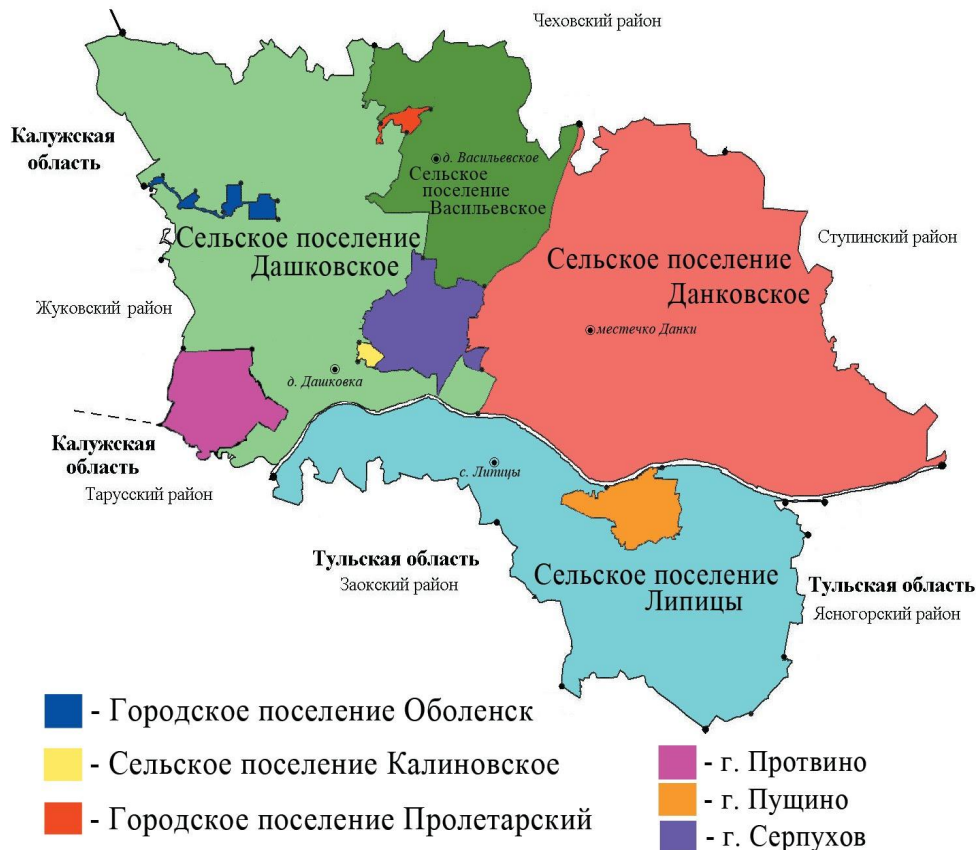 Чеховский район
Калужская
область
д. Васильевское
Сельское
поселение
Васильевское
Сельское поселение
Дашковское
Ступинский район
Сельское поселение
Данковское
Жуковский район
местечко Данки
д. Дашковка
Калужская
область
Тарусский район
с. Липицы
Тульская область
Заокский район
Сельское поселение
Липицы
Тульская область
Ясногорский район
- Городское поселение Оболенск
- Сельское поселение Калиновское
- Городское поселение Пролетарский
- г. Протвино
- г. Пущино
- г. Серпухов